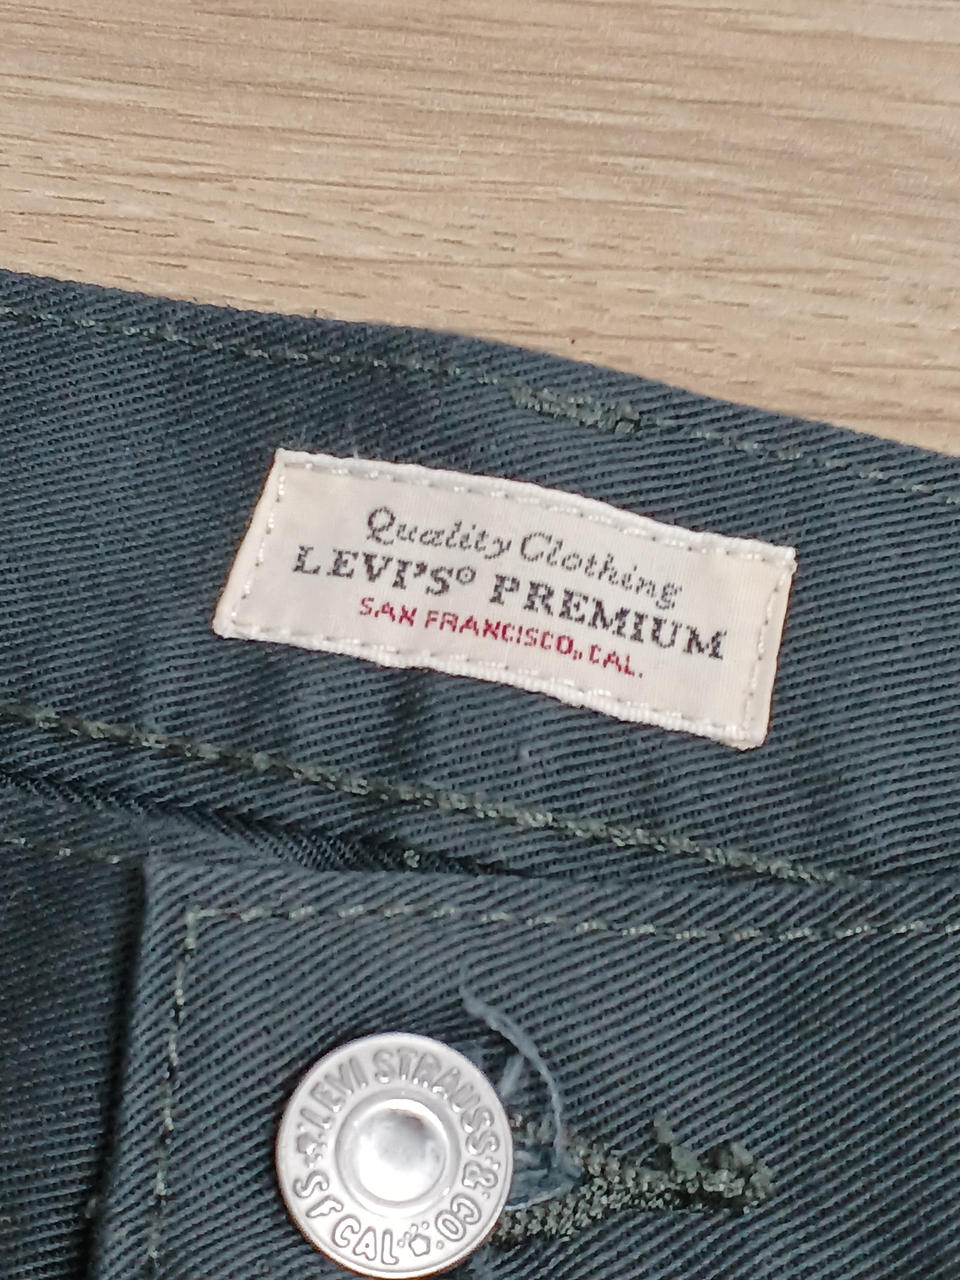 Quality Clothing
LEVI'S® PREMIUM
SAN FRANCISCO, CAL.
LEVI STRAUSS & CO.
S F CAL